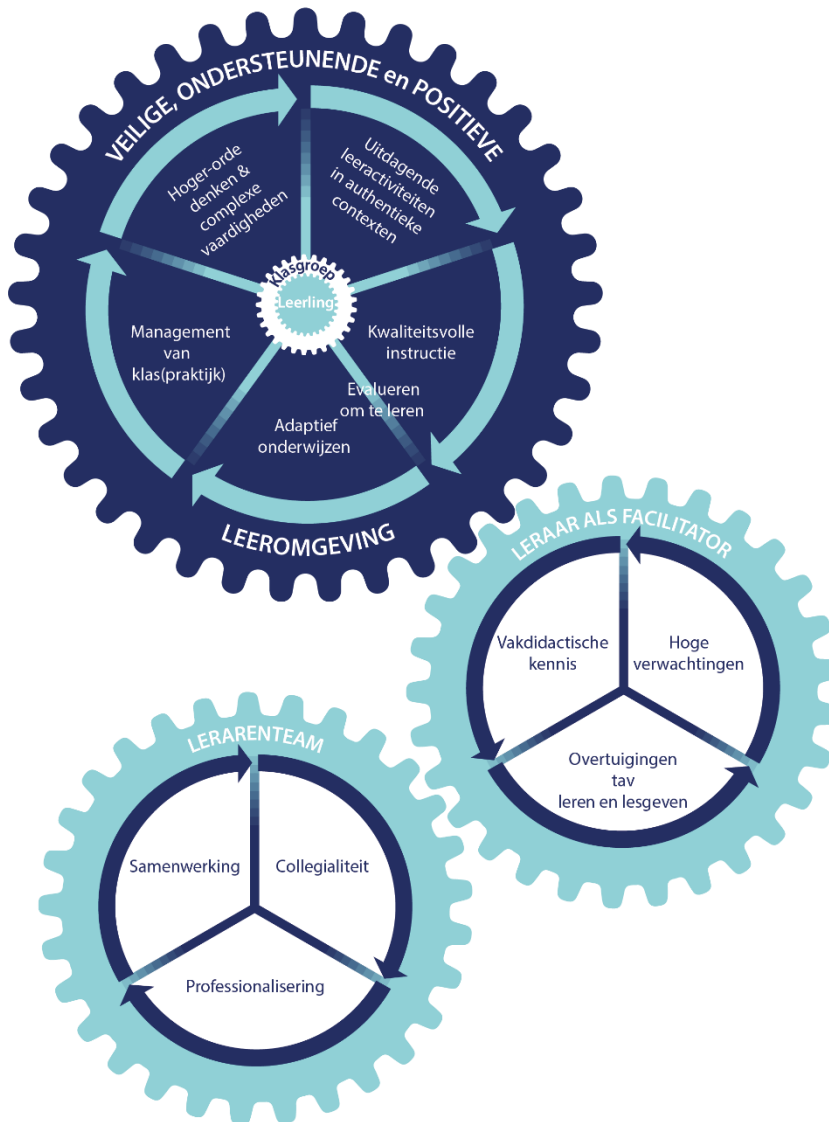 VEILIGE, ONDERSTEUNENDE en POSITIEVE
Hoger-orde
denken &
complexe
vaardigheden
Uitdagende
leeractiviteiten
in authentieke
contexten
Klasgroep
Leerling
Management
van
klas(praktijk)
Kwaliteitsvolle
instructie
Evalueren
om te leren
Adaptief
onderwijzen
LEEROMGEVING
LERAAR ALS FACILITATOR
Vakdidactische
kennis
Hoge
verwachtingen
Overtuigingen
tav
leren en lesgeven
LERARENTEAM
Samenwerking
Collegialiteit
Professionalisering